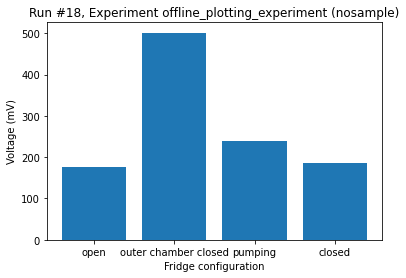 Run #18, Experiment offline_plotting_experiment (nosample)
Voltage (mV)
500
400
300
200
100
0
open
outer chamber closed
pumping
closed
Fridge configuration